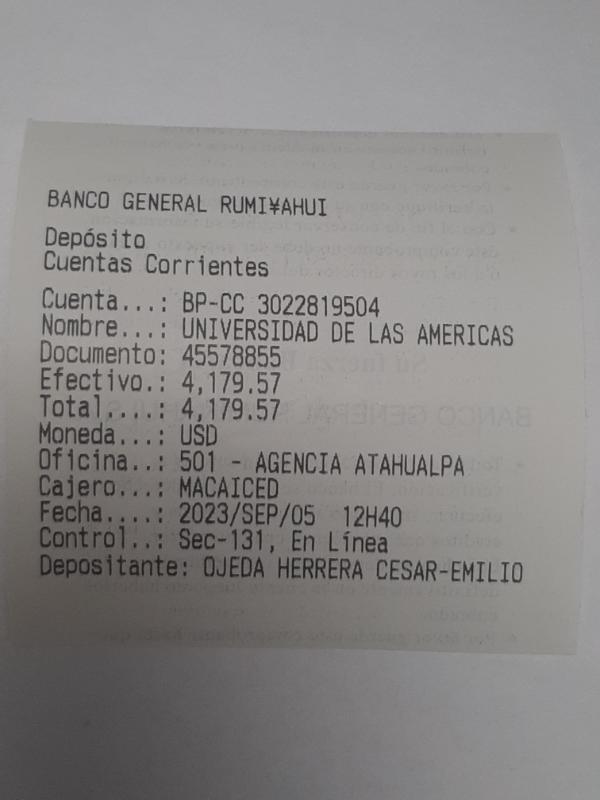 BANCO GENERAL RUMI¥AHUI
Depósito
Cuentas Corrientes
Cuenta...: BP-CC 3022819504
Nombre...: UNIVERSIDAD DE LAS AMERICAS
Documento: 45578855
Efectivo.: 4,179.57
Total....: 4,179.57
Moneda...: USD
Oficina..: 501 - AGENCIA ATAHUALPA
Cajero...: MACAICED
Fecha....: 2023/SEP/05 12H40
Control..: Sec-131, En Línea
Depositante: OJEDA HERRERA CESAR-EMILIO